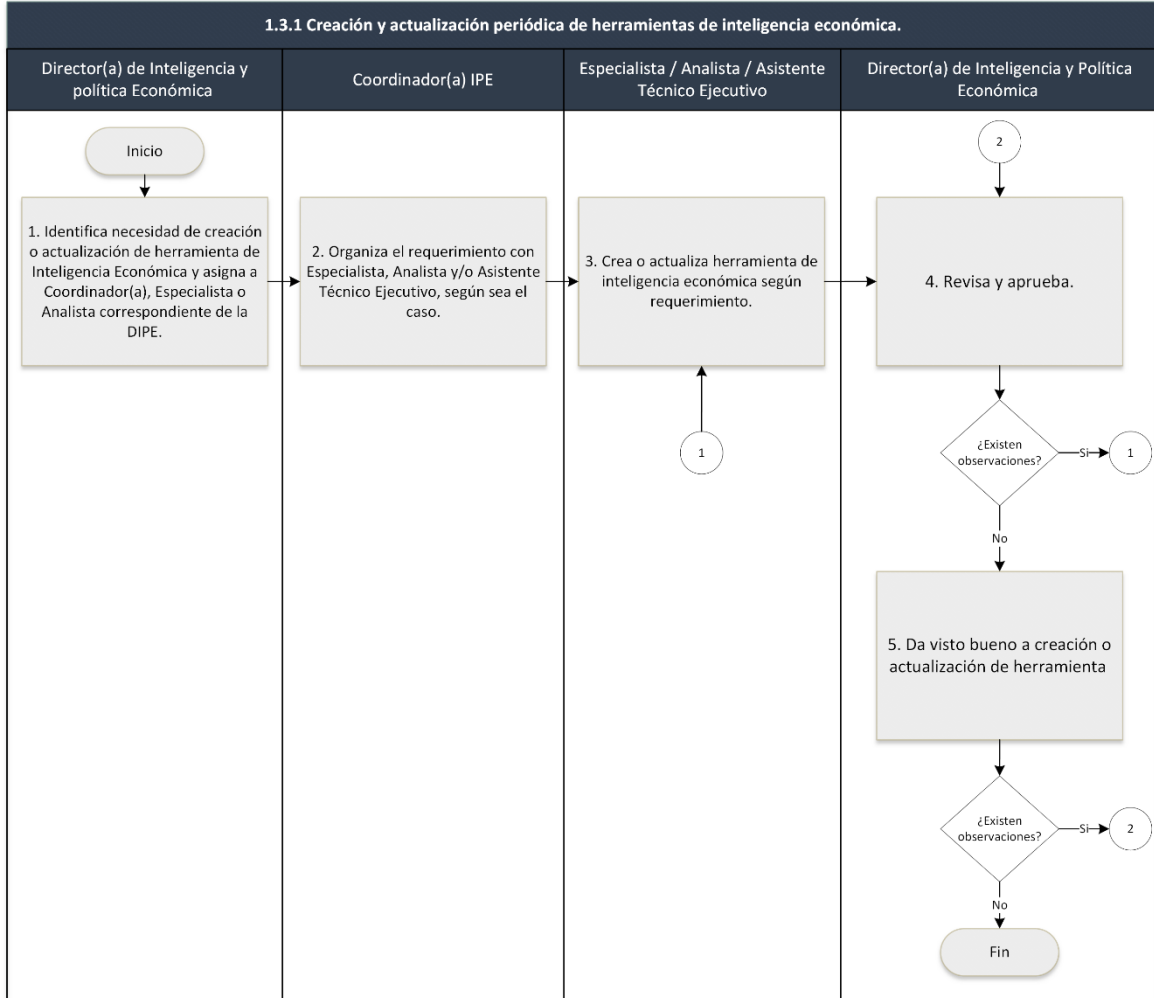 1.3.1 Creación y actualización periódica de herramientas de inteligencia económica.
Director(a) de Inteligencia y
política Económica
Coordinador(a) IPE
Especialista / Analista / Asistente
Técnico Ejecutivo
Director(a) de Inteligencia y Política
Económica
Inicio
1. Identifica necesidad de creación
o actualización de herramienta de
Inteligencia Económica y asigna a
Coordinador(a), Especialista o
Analista correspondiente de la
DIPE.
2. Organiza el requerimiento con
Especialista, Analista y/o Asistente
Técnico Ejecutivo, según sea el
caso.
3. Crea o actualiza herramienta de
inteligencia económica según
requerimiento.
1
2
4. Revisa y aprueba.
¿Existen
observaciones?
Si
1
No
5. Da visto bueno a creación o
actualización de herramienta
¿Existen
observaciones?
Si
2
No
Fin